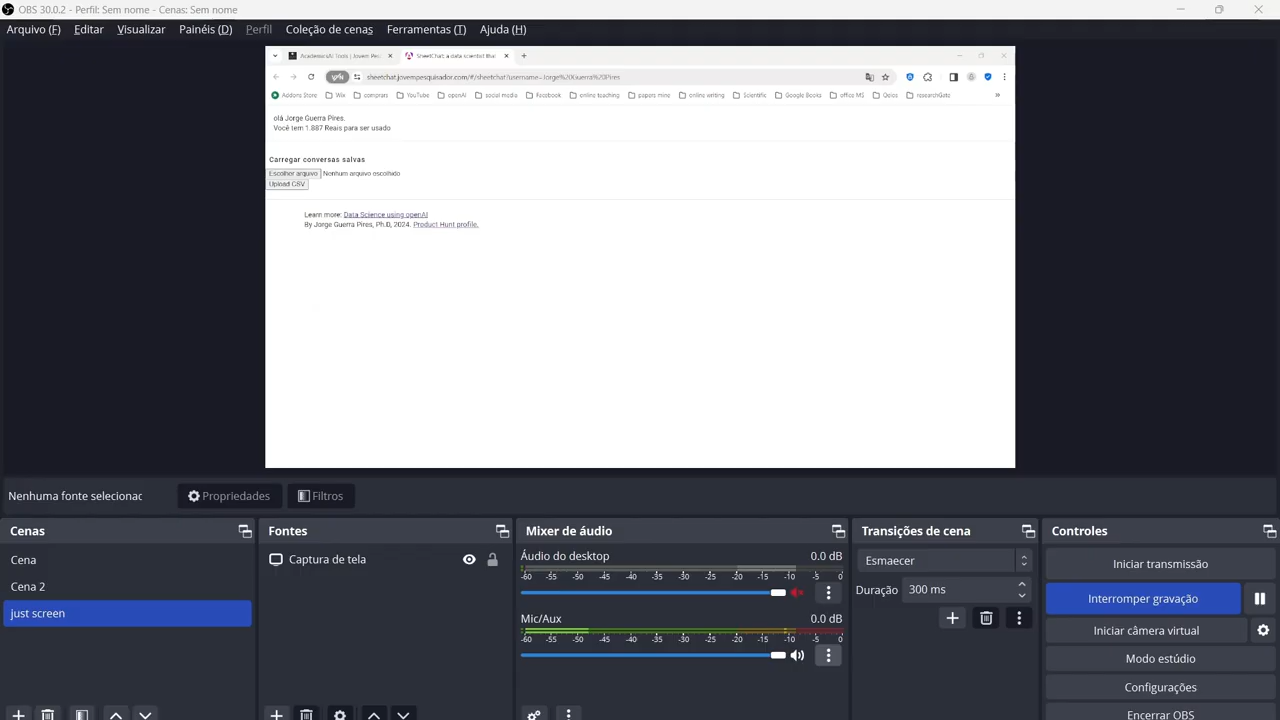 OBS 30.0.2 - Perfil: Sem nome - Cenas: Sem nome
Arquivo (F) Editar Visualizar Painéis (D) Perfil Coleção de cenas Ferramentas (T) Ajuda (H)
AcademicAI Tools | Jovem Pes SheetChat: a data scientist that
sheetchat.jovempesquisador.com/#/sheetchat?username=Jorge%20Guerra%20Pires
Addons Store Wix comprars YouTube openAI social media Facebook online teaching papers mine online writing Scientific Google Books office MS Qeios researchGate »
olá Jorge Guerra Pires.
Você tem 1.887 Reais para ser usado
Carregar conversas salvas
Escolher arquivo Nenhum arquivo escolhido
Upload CSV
Learn more: Data Science using openAI
By Jorge Guerra Pires, Ph.D, 2024. Product Hunt profile.
Nenhuma fonte selecionac Propriedades Filtros
Cenas
Cena
Cena 2
just screen
Fontes
Captura de tela
Mixer de áudio
Áudio do desktop 0.0 dB
-60 -55 -50 -45 -40 -35 -30 -25 -20 -15 -10 -5 0
Mic/Aux 0.0 dB
-60 -55 -50 -45 -40 -35 -30 -25 -20 -15 -10 -5 0
Transições de cena
Esmaecer
Duração 300 ms
Controles
Iniciar transmissão
Interromper gravação
Iniciar câmera virtual
Modo estúdio
Configurações
Encerrar OBS